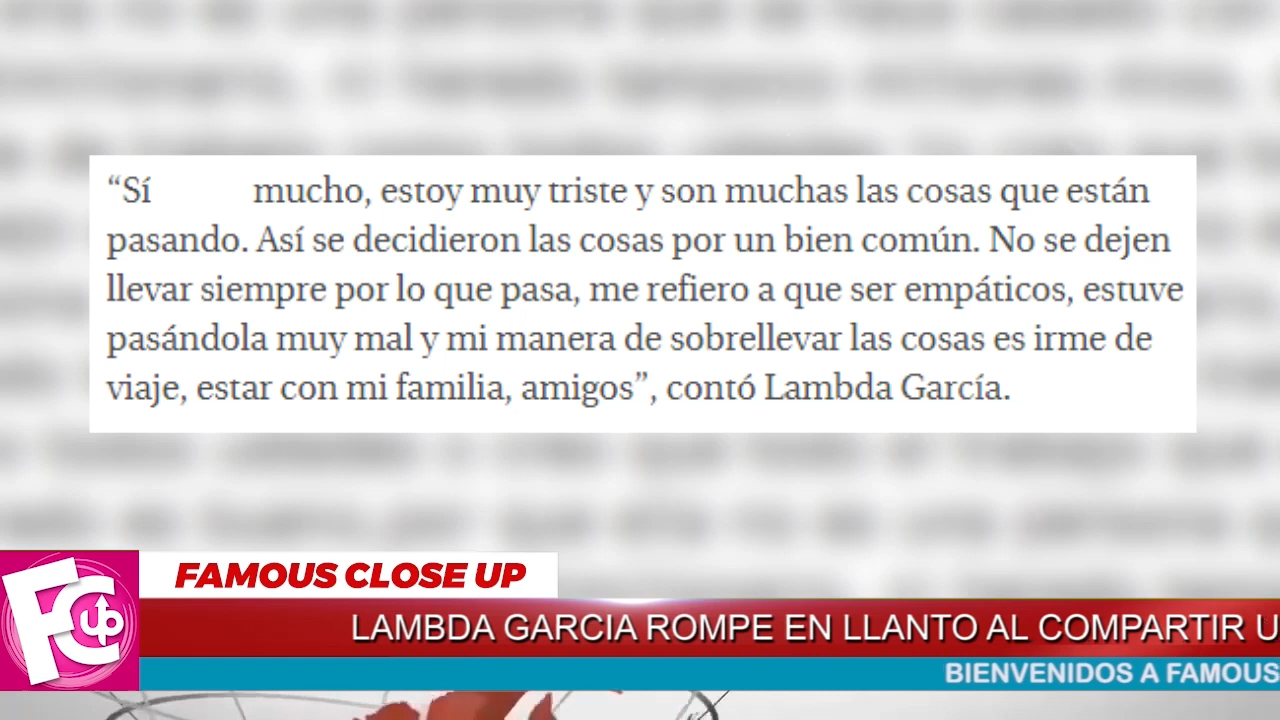 “Sí mucho, estoy muy triste y son muchas las cosas que están
pasando. Así se decidieron las cosas por un bien común. No se dejen
llevar siempre por lo que pasa, me refiero a que ser empáticos, estuve
pasándola muy mal y mi manera de sobrellevar las cosas es irme de
viaje, estar con mi familia, amigos”, contó Lambda García.
FC up
FAMOUS CLOSE UP
LAMBDA GARCIA ROMPE EN LLANTO AL COMPARTIR U
BIENVENIDOS A FAMOUS